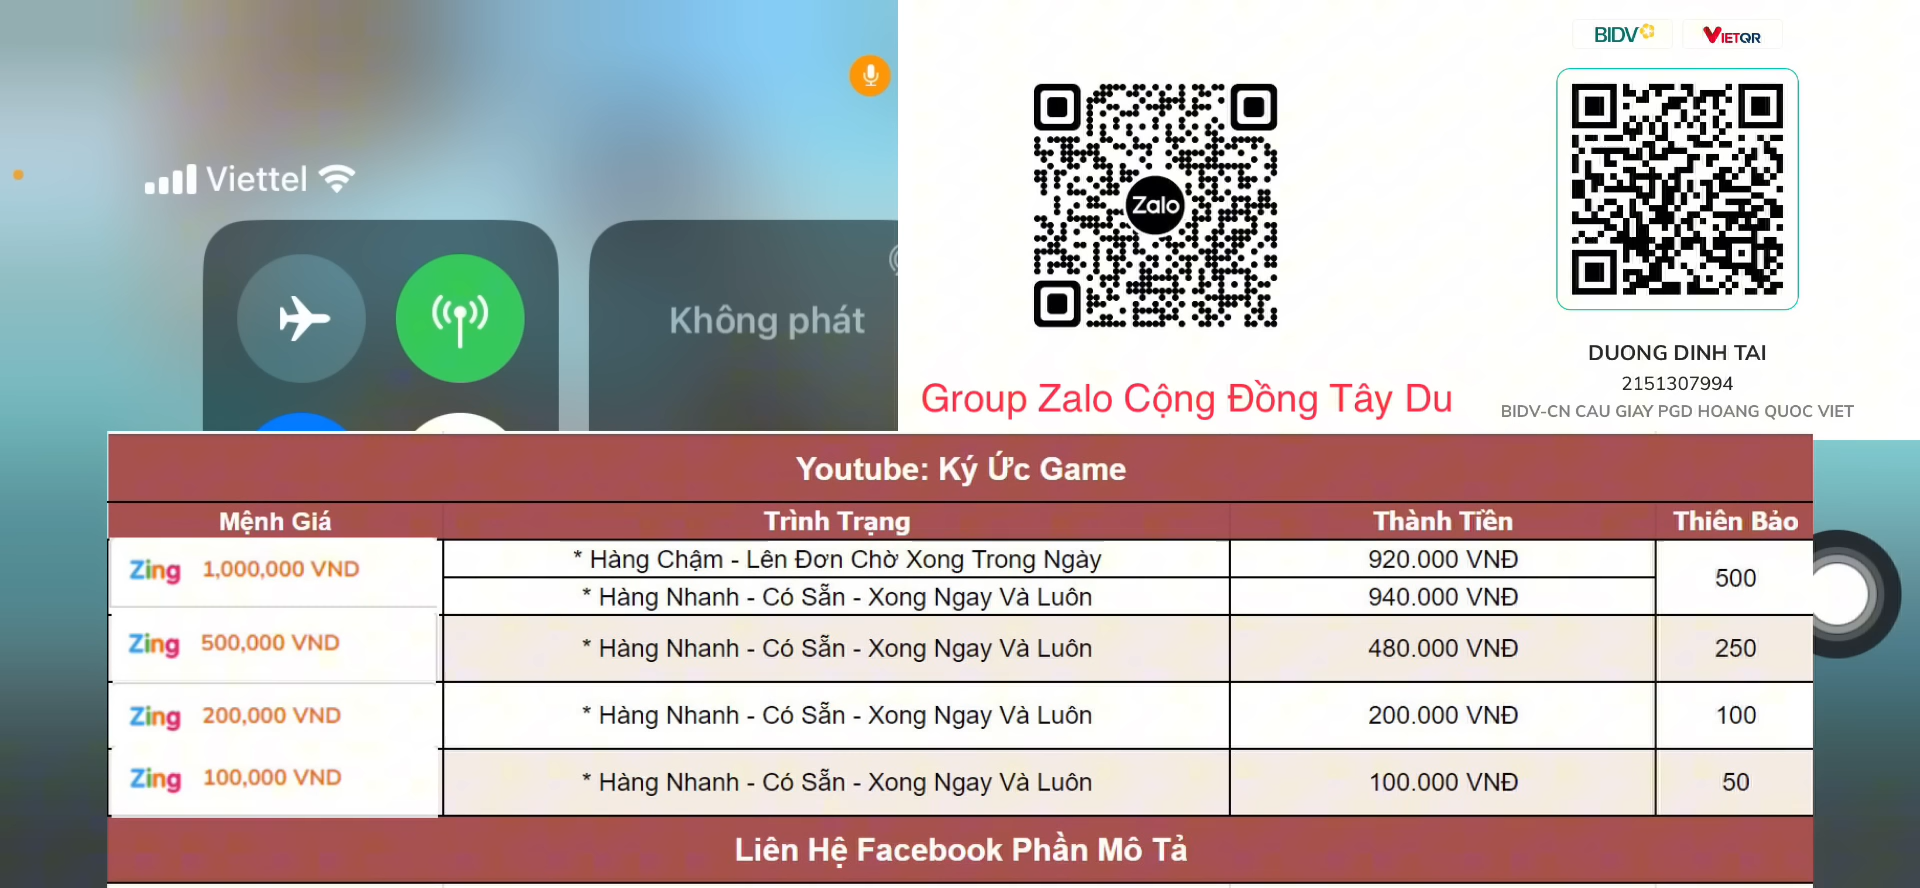 Viettel
Không phát
Zalo
Group Zalo Cộng Đồng Tây Du
BIDV
VIETQR
DUONG DINH TAI
2151307994
BIDV-CN CAU GIAY PGD HOANG QUOC VIET
Youtube: Ký Ức Game
Mệnh Giá Trình Trạng Thành Tiền Thiên Bảo
Zing 1,000,000 VND * Hàng Chậm - Lên Đơn Chờ Xong Trong Ngày 920.000 VNĐ 500
* Hàng Nhanh - Có Sẵn - Xong Ngay Và Luôn 940.000 VNĐ
Zing 500,000 VND * Hàng Nhanh - Có Sẵn - Xong Ngay Và Luôn 480.000 VNĐ 250
Zing 200,000 VND * Hàng Nhanh - Có Sẵn - Xong Ngay Và Luôn 200.000 VNĐ 100
Zing 100,000 VND * Hàng Nhanh - Có Sẵn - Xong Ngay Và Luôn 100.000 VNĐ 50
Liên Hệ Facebook Phần Mô Tả